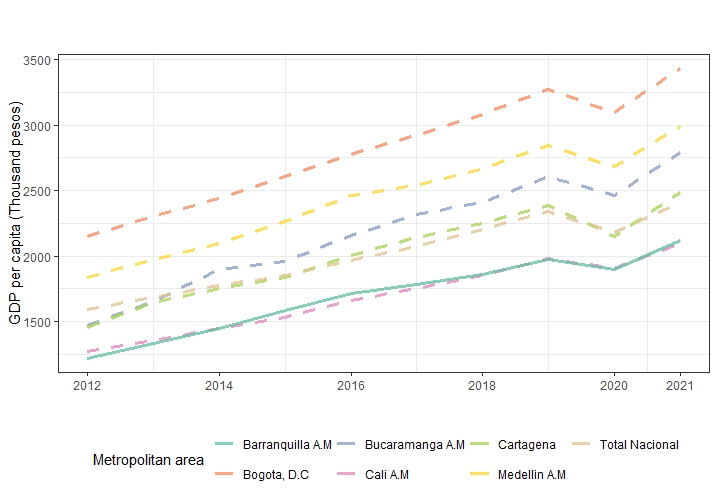 GDP per capita (Thousand pesos)
3500
3000
2500
2000
1500
2012 2014 2016 2018 2020 2021
Metropolitan area
Barranquilla A.M Bucaramanga A.M Cartagena Total Nacional
Bogota, D.C Cali A.M Medellin A.M